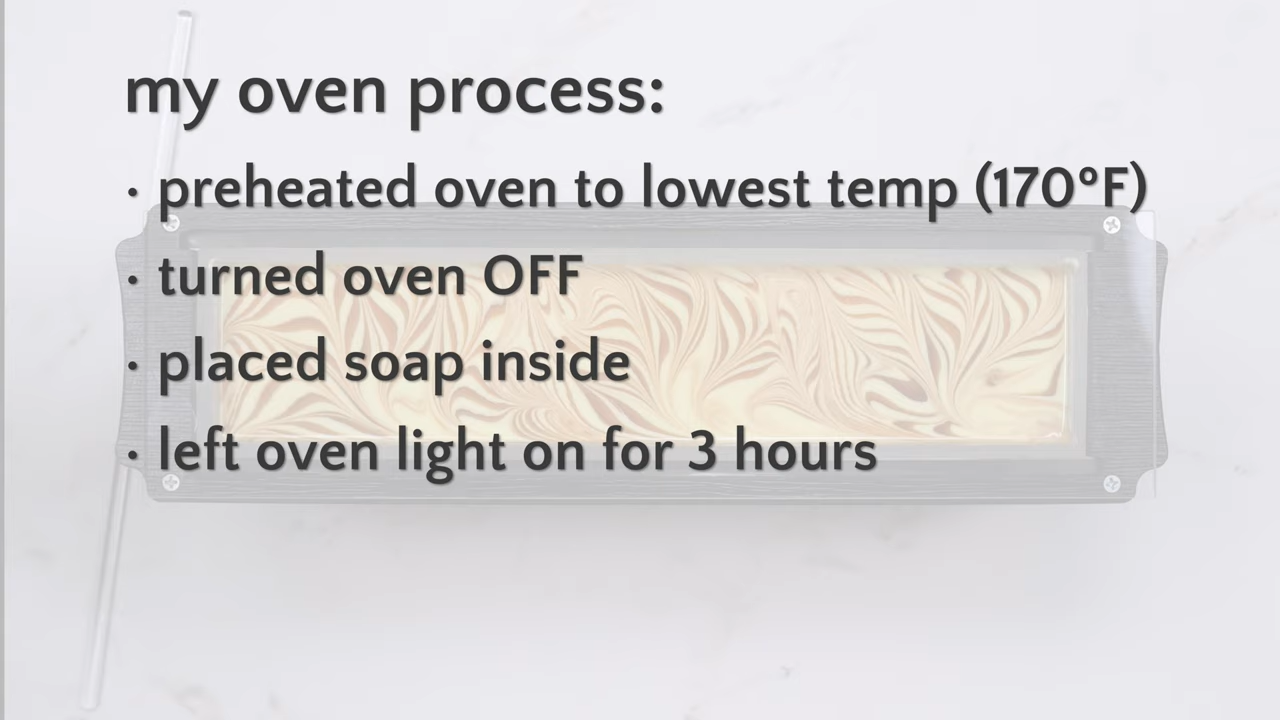 my oven process:
· preheated oven to lowest temp (170°F)
· turned oven OFF
· placed soap inside
· left oven light on for 3 hours